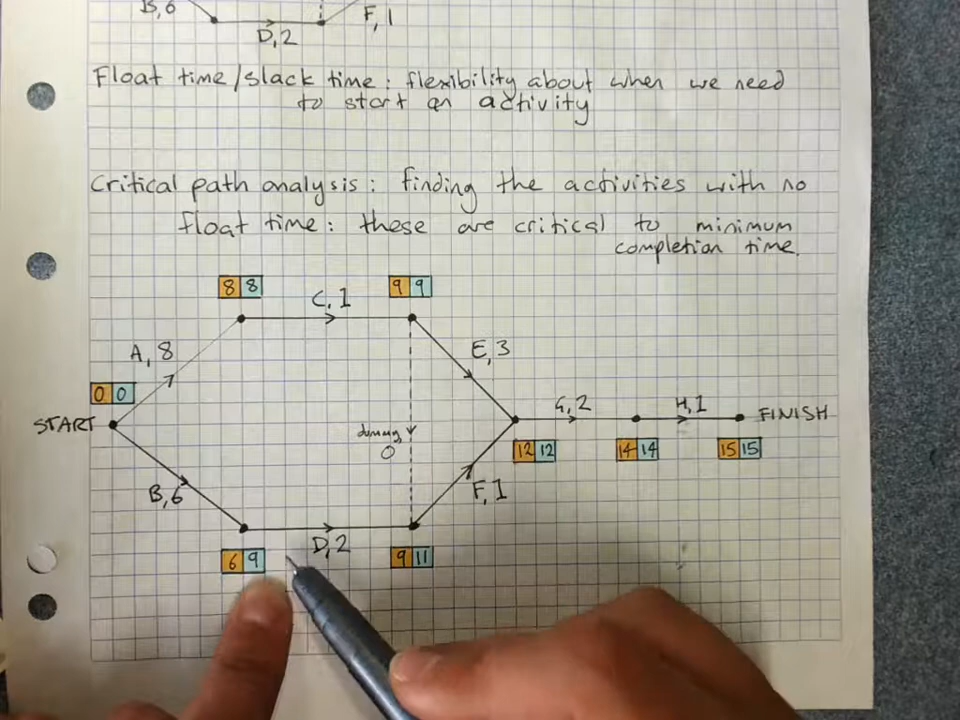 B,6
F,1
D,2
Float time/slack time: flexibility about when we need
to start an activity
Critical path analysis: finding the activities with no
float time: these are critical to minimum
completion time.
8 8
9 9
C,1
A, 8
E,3
0 0
G,2
H,1
START
FINISH
dummy,
0
12 12
14 14
15 15
B,6
F,1
D,2
6 9
9 11